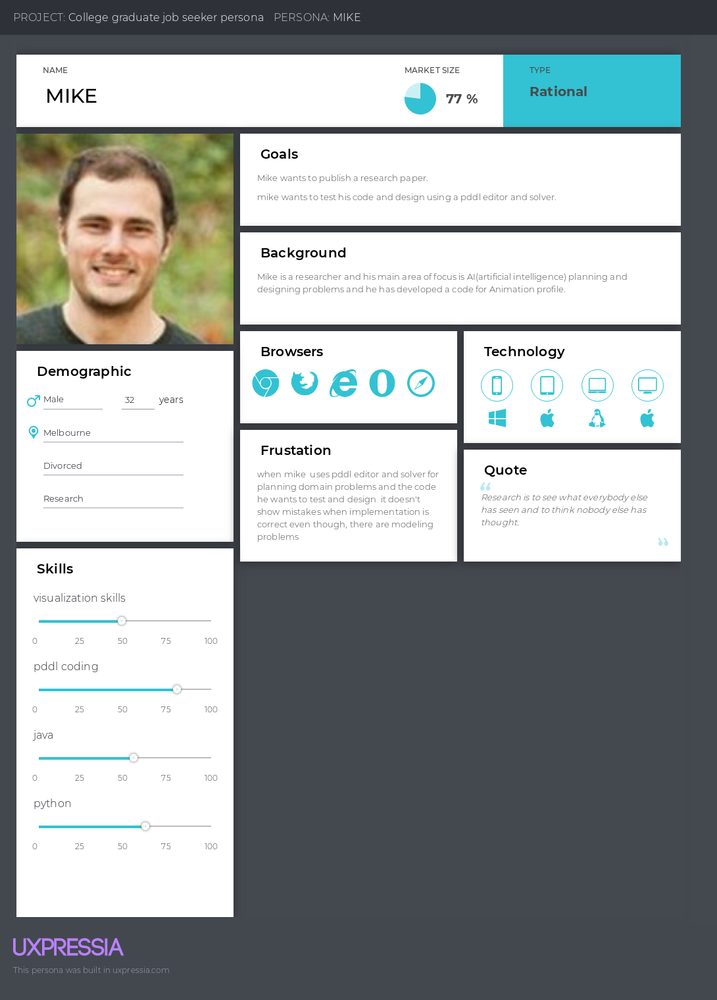 PROJECT: College graduate job seeker persona PERSONA: MIKE
NAME
MIKE
MARKET SIZE
77 %
TYPE
Rational
Goals
Mike wants to publish a research paper.
mike wants to test his code and design using a pddl editor and solver.
Background
Mike is a researcher and his main area of focus is AI(artificial intelligence) planning and
designing problems and he has developed a code for Animation profile.
Demographic
Male 32 years
Melbourne
Divorced
Research
Browsers
Technology
Frustation
when mike uses pddl editor and solver for
planning domain problems and the code
he wants to test and design it doesn't
show mistakes when implementation is
correct even though, there are modeling
problems
Quote
“
Research is to see what everybody else
has seen and to think nobody else has
thought.
”
Skills
visualization skills
0 25 50 75 100
pddl coding
0 25 50 75 100
java
0 25 50 75 100
python
0 25 50 75 100
UXPRESSIA
This persona was built in uxpressia.com